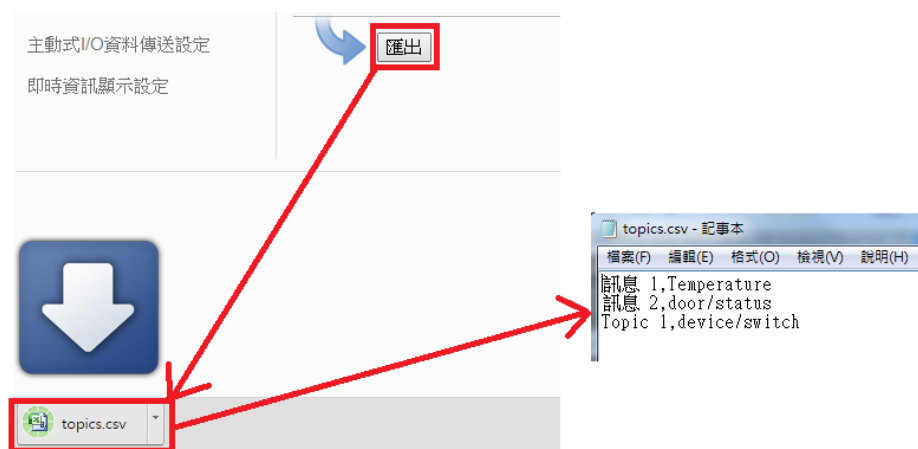 主動式I/O資料傳送設定
匯出
即時資訊顯示設定
topics.csv
topics.csv - 記事本
檔案(F) 編輯(E) 格式(O) 檢視(V) 說明(H)
訊息 1,Temperature
訊息 2,door/status
Topic 1,device/switch